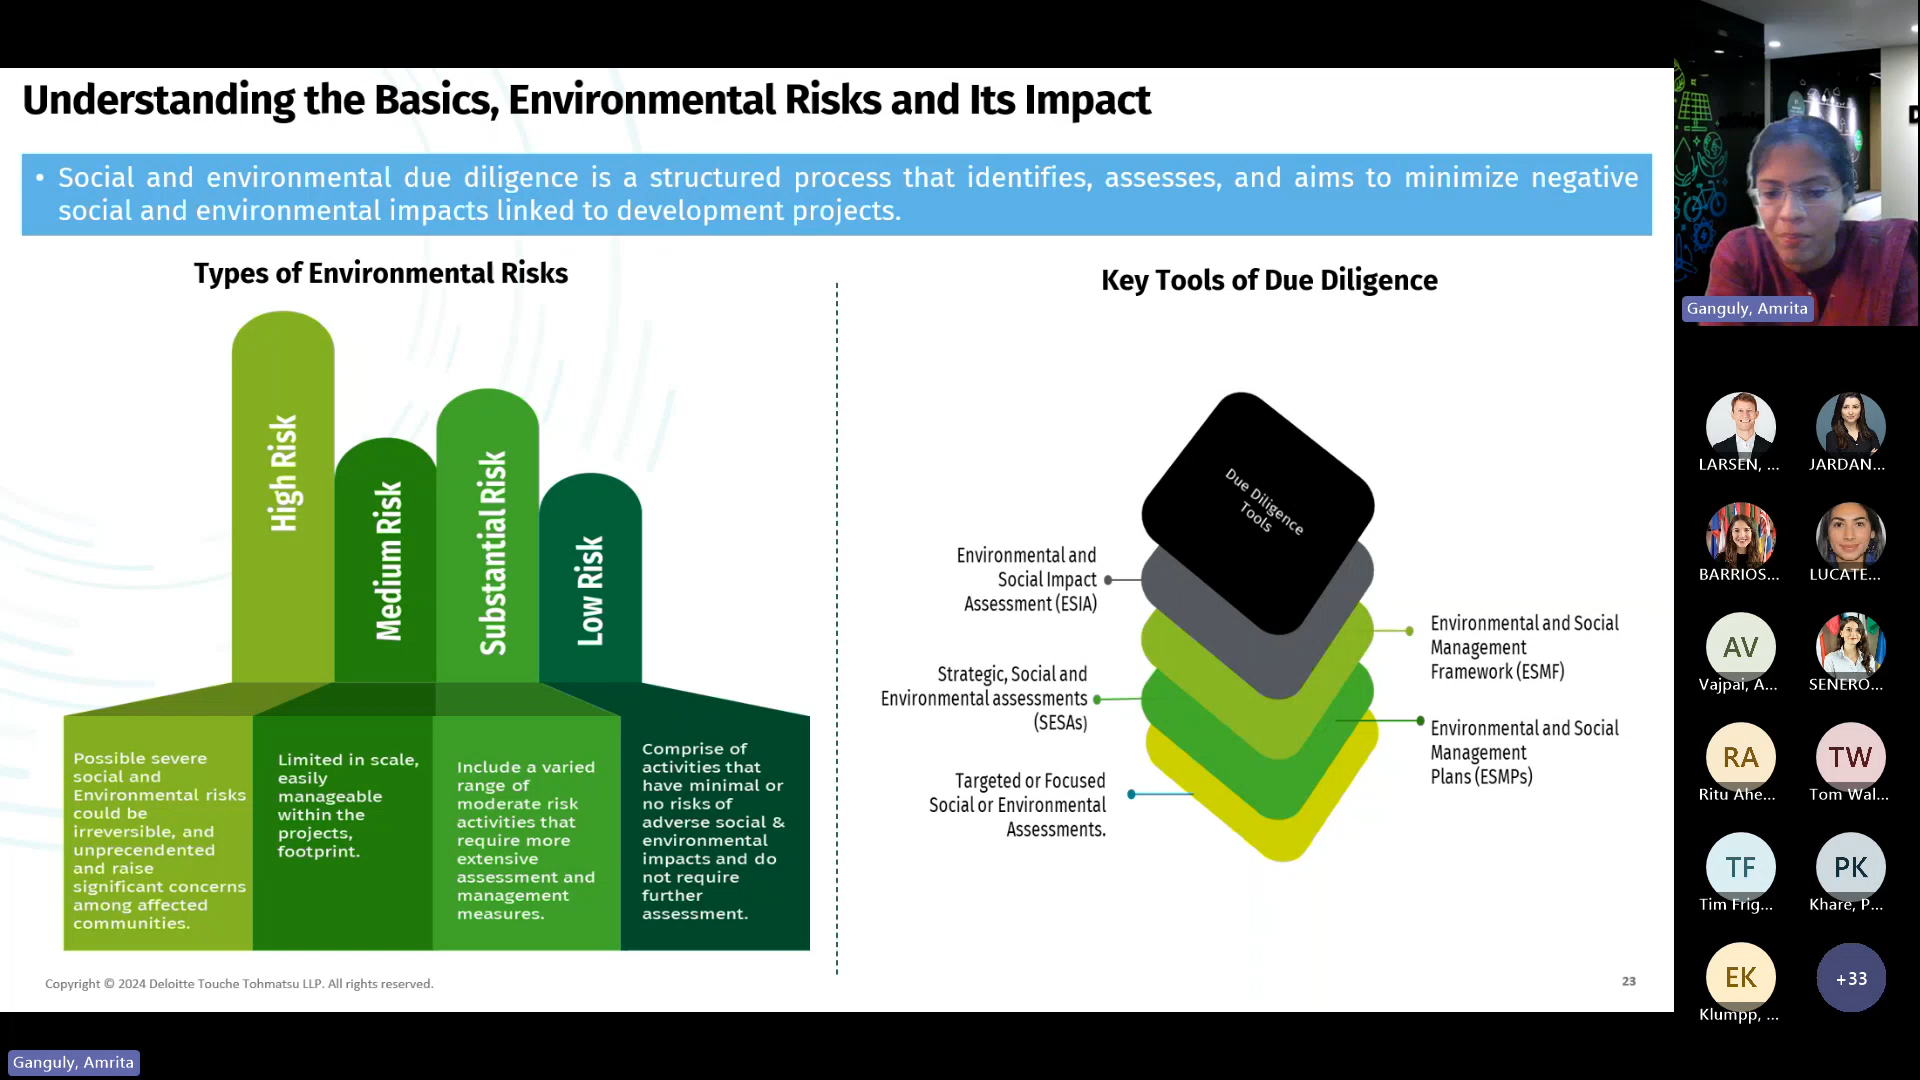 Understanding the Basics, Environmental Risks and Its Impact
• Social and environmental due diligence is a structured process that identifies, assesses, and aims to minimize negative
social and environmental impacts linked to development projects.
Types of Environmental Risks
High Risk
Medium Risk
Substantial Risk
Low Risk
Possible severe
social and
Environmental risks
could be
irreversible, and
unprecendented
and raise
significant concerns
among affected
communities.
Limited in scale,
easily
manageable
within the
projects,
footprint.
Include a varied
range of
moderate risk
activities that
require more
extensive
assessment and
management
measures.
Comprise of
activities that
have minimal or
no risks of
adverse social &
environmental
impacts and do
not require
further
assessment.
Key Tools of Due Diligence
Due Diligence
Tools
Environmental and
Social Impact
Assessment (ESIA)
Strategic, Social and
Environmental assessments
(SESAs)
Targeted or Focused
Social or Environmental
Assessments.
Environmental and Social
Management
Framework (ESMF)
Environmental and Social
Management
Plans (ESMPs)
Copyright © 2024 Deloitte Touche Tohmatsu LLP. All rights reserved.
23
Ganguly, Amrita
LARSEN, ...
JARDAN...
BARRIOS...
LUCATE...
AV
Vajpai, A...
SENERO...
RA
Ritu Ahe...
TW
Tom Wal...
TF
Tim Frig...
PK
Khare, P...
EK
Klumpp, ...
+33
Ganguly, Amrita